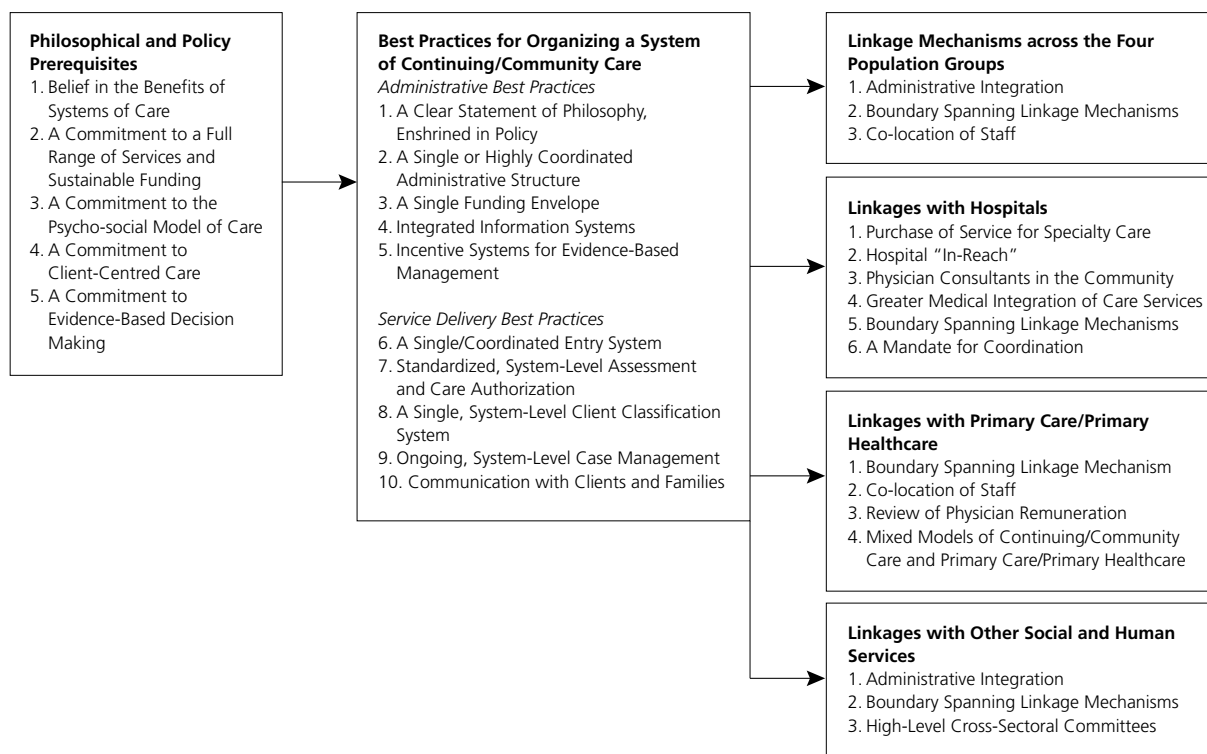 Philosophical and Policy
Prerequisites
1. Belief in the Benefits of
Systems of Care
2. A Commitment to a Full
Range of Services and
Sustainable Funding
3. A Commitment to the
Psycho-social Model of Care
4. A Commitment to
Client-Centred Care
5. A Commitment to
Evidence-Based Decision
Making
Best Practices for Organizing a System
of Continuing/Community Care
Administrative Best Practices
1. A Clear Statement of Philosophy,
Enshrined in Policy
2. A Single or Highly Coordinated
Administrative Structure
3. A Single Funding Envelope
4. Integrated Information Systems
5. Incentive Systems for Evidence-Based
Management
Service Delivery Best Practices
6. A Single/Coordinated Entry System
7. Standardized, System-Level Assessment
and Care Authorization
8. A Single, System-Level Client Classification
System
9. Ongoing, System-Level Case Management
10. Communication with Clients and Families
Linkage Mechanisms across the Four
Population Groups
1. Administrative Integration
2. Boundary Spanning Linkage Mechanisms
3. Co-location of Staff
Linkages with Hospitals
1. Purchase of Service for Specialty Care
2. Hospital “In-Reach”
3. Physician Consultants in the Community
4. Greater Medical Integration of Care Services
5. Boundary Spanning Linkage Mechanisms
6. A Mandate for Coordination
Linkages with Primary Care/Primary
Healthcare
1. Boundary Spanning Linkage Mechanism
2. Co-location of Staff
3. Review of Physician Remuneration
4. Mixed Models of Continuing/Community
Care and Primary Care/Primary Healthcare
Linkages with Other Social and Human
Services
1. Administrative Integration
2. Boundary Spanning Linkage Mechanisms
3. High-Level Cross-Sectoral Committees